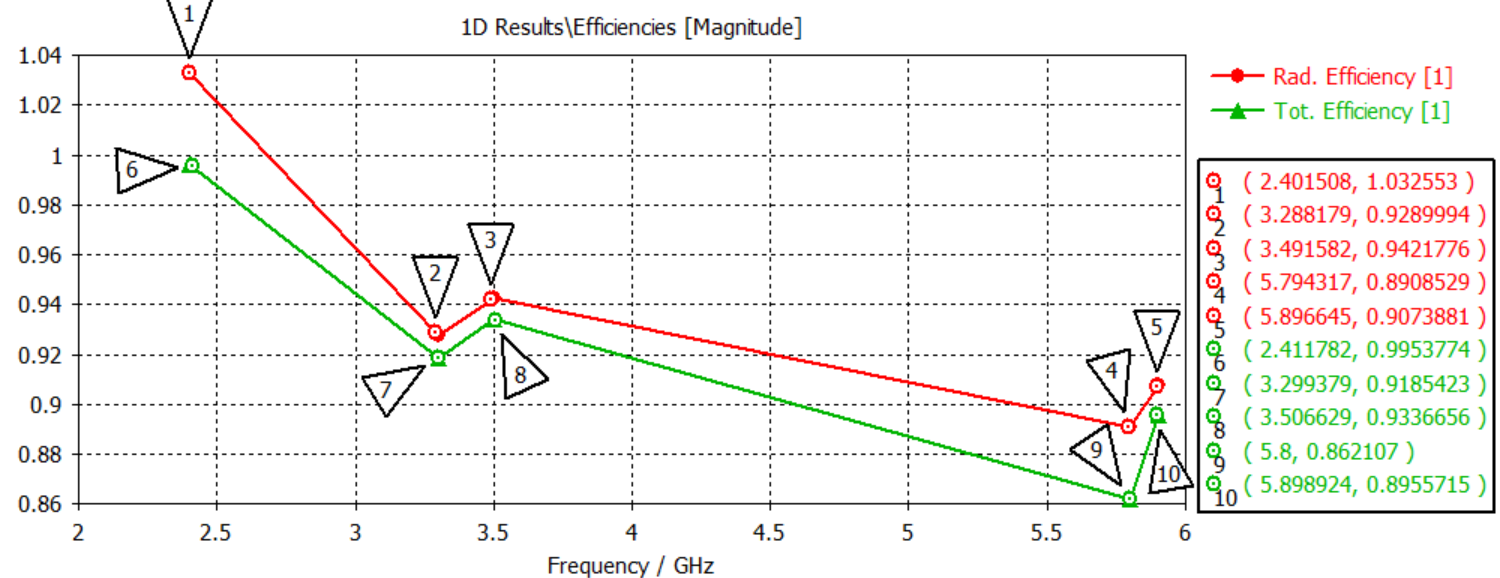 1D Results\Efficiencies [Magnitude]
1
1.04
1.02
1
0.98
0.96
0.94
0.92
0.9
0.88
0.86
6
2
3
7
8
4
5
9
10
2
2.5
3
3.5
4
4.5
5
5.5
6
Frequency / GHz
Rad. Efficiency [1]
Tot. Efficiency [1]
1 ( 2.401508, 1.032553 )
2 ( 3.288179, 0.9289994 )
3 ( 3.491582, 0.9421776 )
4 ( 5.794317, 0.8908529 )
5 ( 5.896645, 0.9073881 )
6 ( 2.411782, 0.9953774 )
7 ( 3.299379, 0.9185423 )
8 ( 3.506629, 0.9336656 )
9 ( 5.8, 0.862107 )
10 ( 5.898924, 0.8955715 )